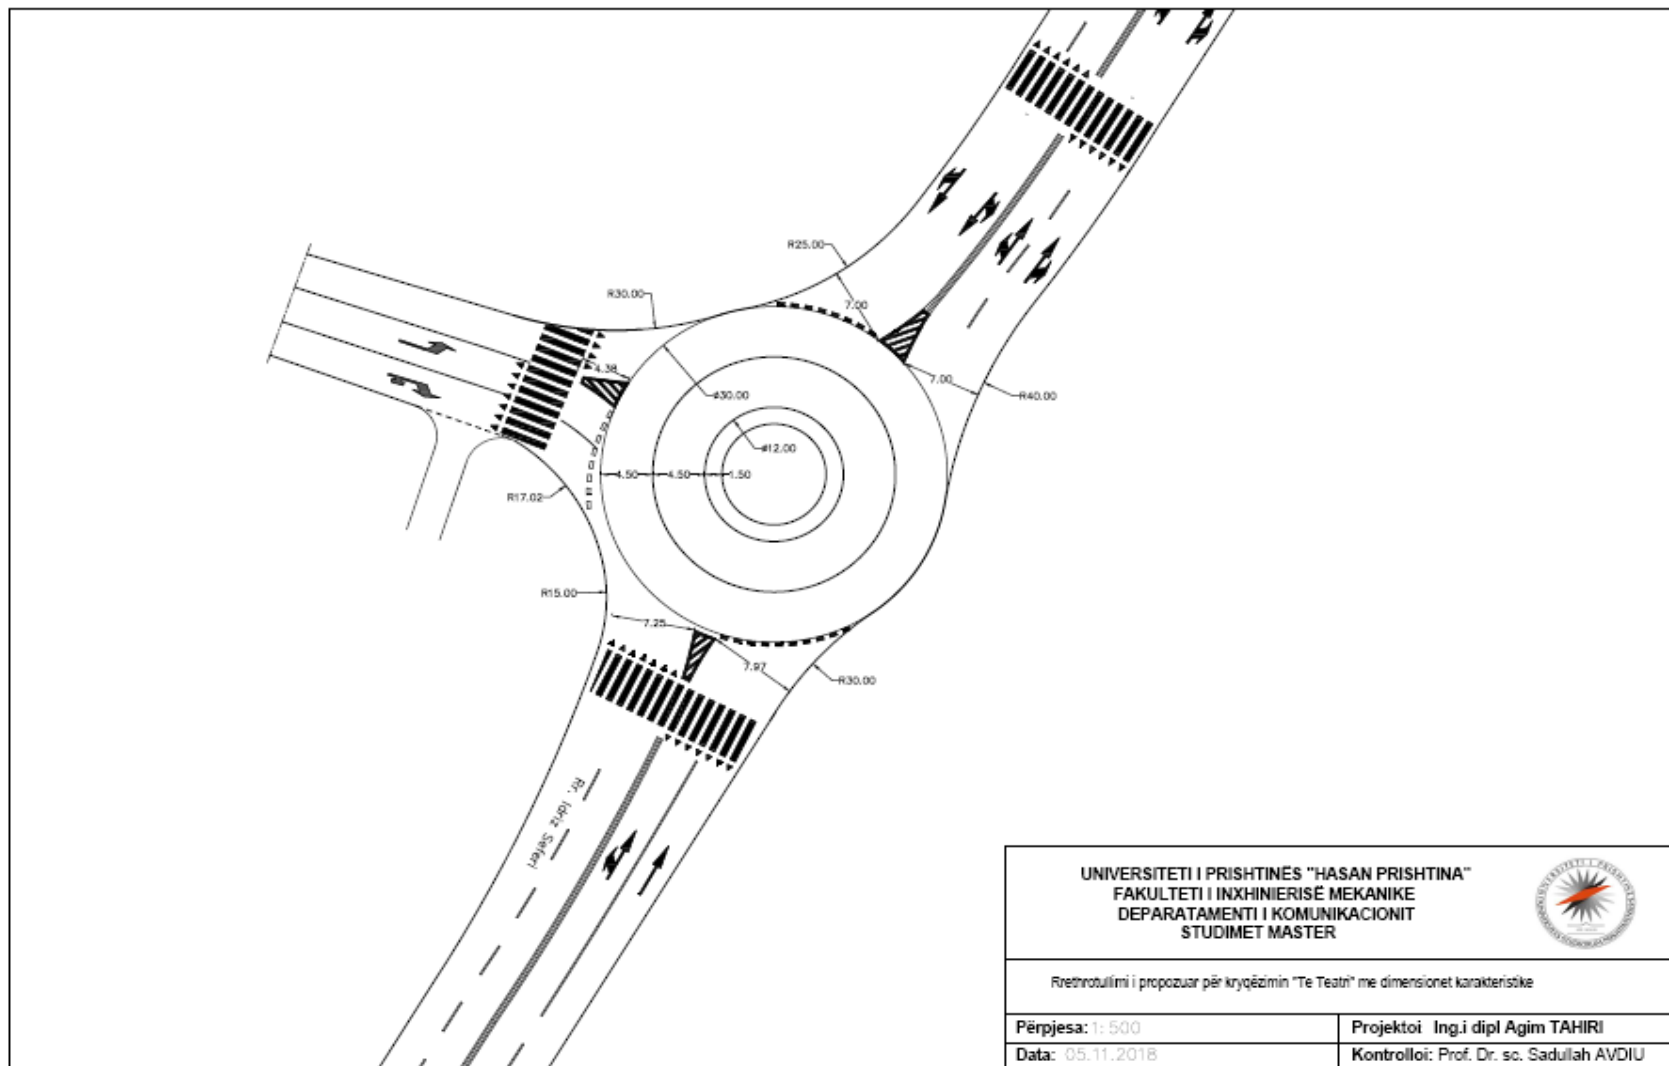 R25.00
R30.00
7.00
4.38
7.00
R40.00
ø30.00
ø12.00
4.50
4.50
1.50
R17.02
R15.00
7.25
7.97
R30.00
Rr. Idriz Seferi
UNIVERSITETI I PRISHTINËS "HASAN PRISHTINA"
FAKULTETI I INXHINIERISË MEKANIKE
DEPARATAMENTI I KOMUNIKACIONIT
STUDIMET MASTER
Rrethrotullimi i propozuar për kryqëzimin "Te Teatri" me dimensionet karakteristike
Përpjesa: 1: 500
Projektoi Ing.i dipl Agim TAHIRI
Data: 05.11.2018
Kontrolloi: Prof. Dr. sc. Sadullah AVDIU